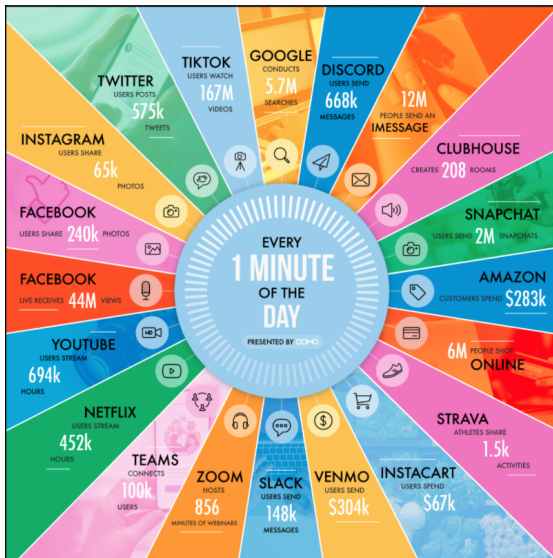 EVERY
1 MINUTE
OF THE
DAY
PRESENTED BY DOMO
GOOGLE
CONDUCTS
5.7M
SEARCHES
DISCORD
USERS SEND
668k
MESSAGES
12M
PEOPLE SEND AN
IMESSAGE
CLUBHOUSE
CREATES 208 ROOMS
SNAPCHAT
USERS SEND 2M SNAPCHATS
AMAZON
CUSTOMERS SPEND $283k
6M PEOPLE SHOP
ONLINE
STRAVA
ATHLETES SHARE
1.5k
ACTIVITIES
INSTACART
USERS SPEND
$67k
VENMO
USERS SEND
$304k
SLACK
USERS SEND
148k
MESSAGES
ZOOM
HOSTS
856
MINUTES OF WEBINARS
TEAMS
CONNECTS
100k
USERS
NETFLIX
USERS STREAM
452k
HOURS
YOUTUBE
USERS STREAM
694k
HOURS
FACEBOOK
LIVE RECEIVES 44M VIEWS
FACEBOOK
USERS SHARE 240k PHOTOS
INSTAGRAM
USERS SHARE
65k
PHOTOS
TWITTER
USERS POSTS
575k
TWEETS
TIKTOK
USERS WATCH
167M
VIDEOS
HD
$